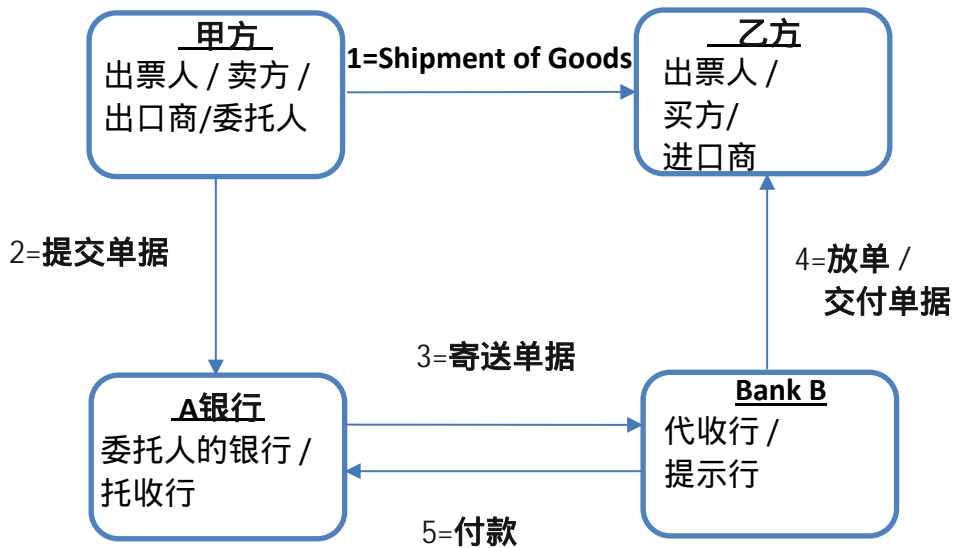 甲方
出票人 / 卖方 /
出口商/委托人
1=Shipment of Goods
乙方
出票人 /
买方/
进口商
2=提交单据
4=放单 /
交付单据
3=寄送单据
A银行
委托人的银行 /
托收行
Bank B
代收行 /
提示行
5=付款